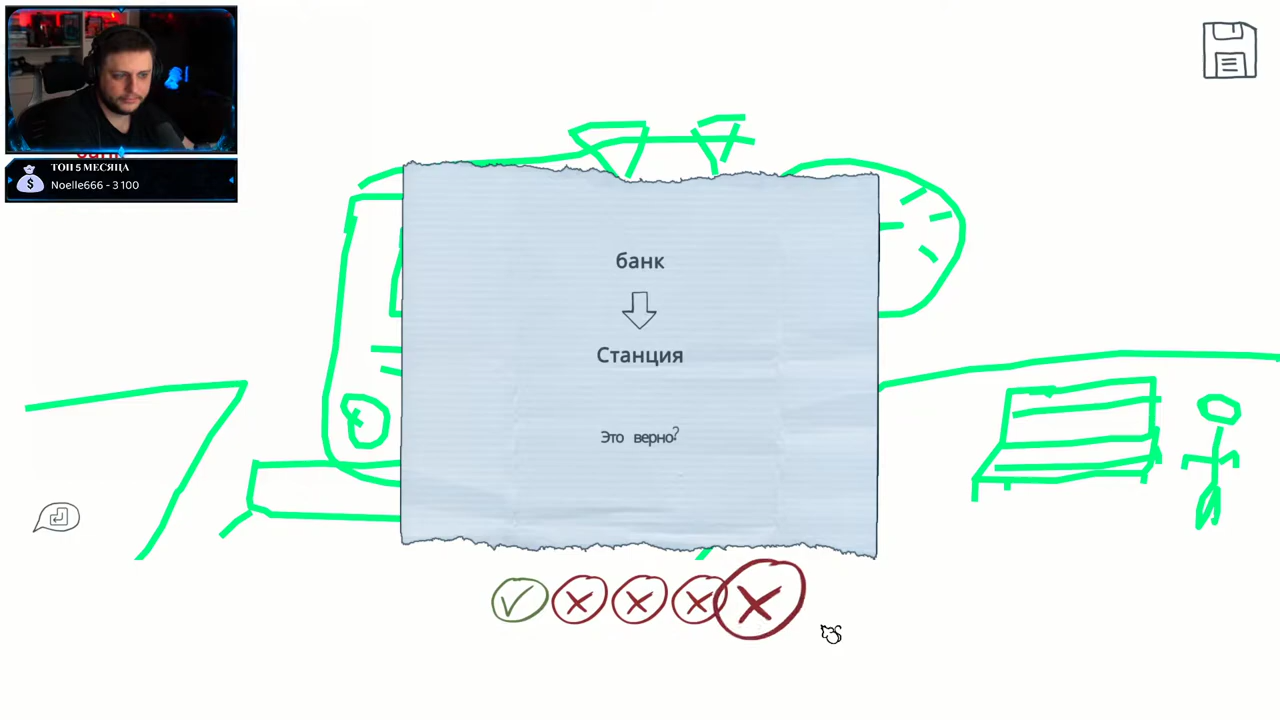 ТОП 5 МЕСЯЦА
Noelle666 - 3 100
банк
Станция
Это верно?